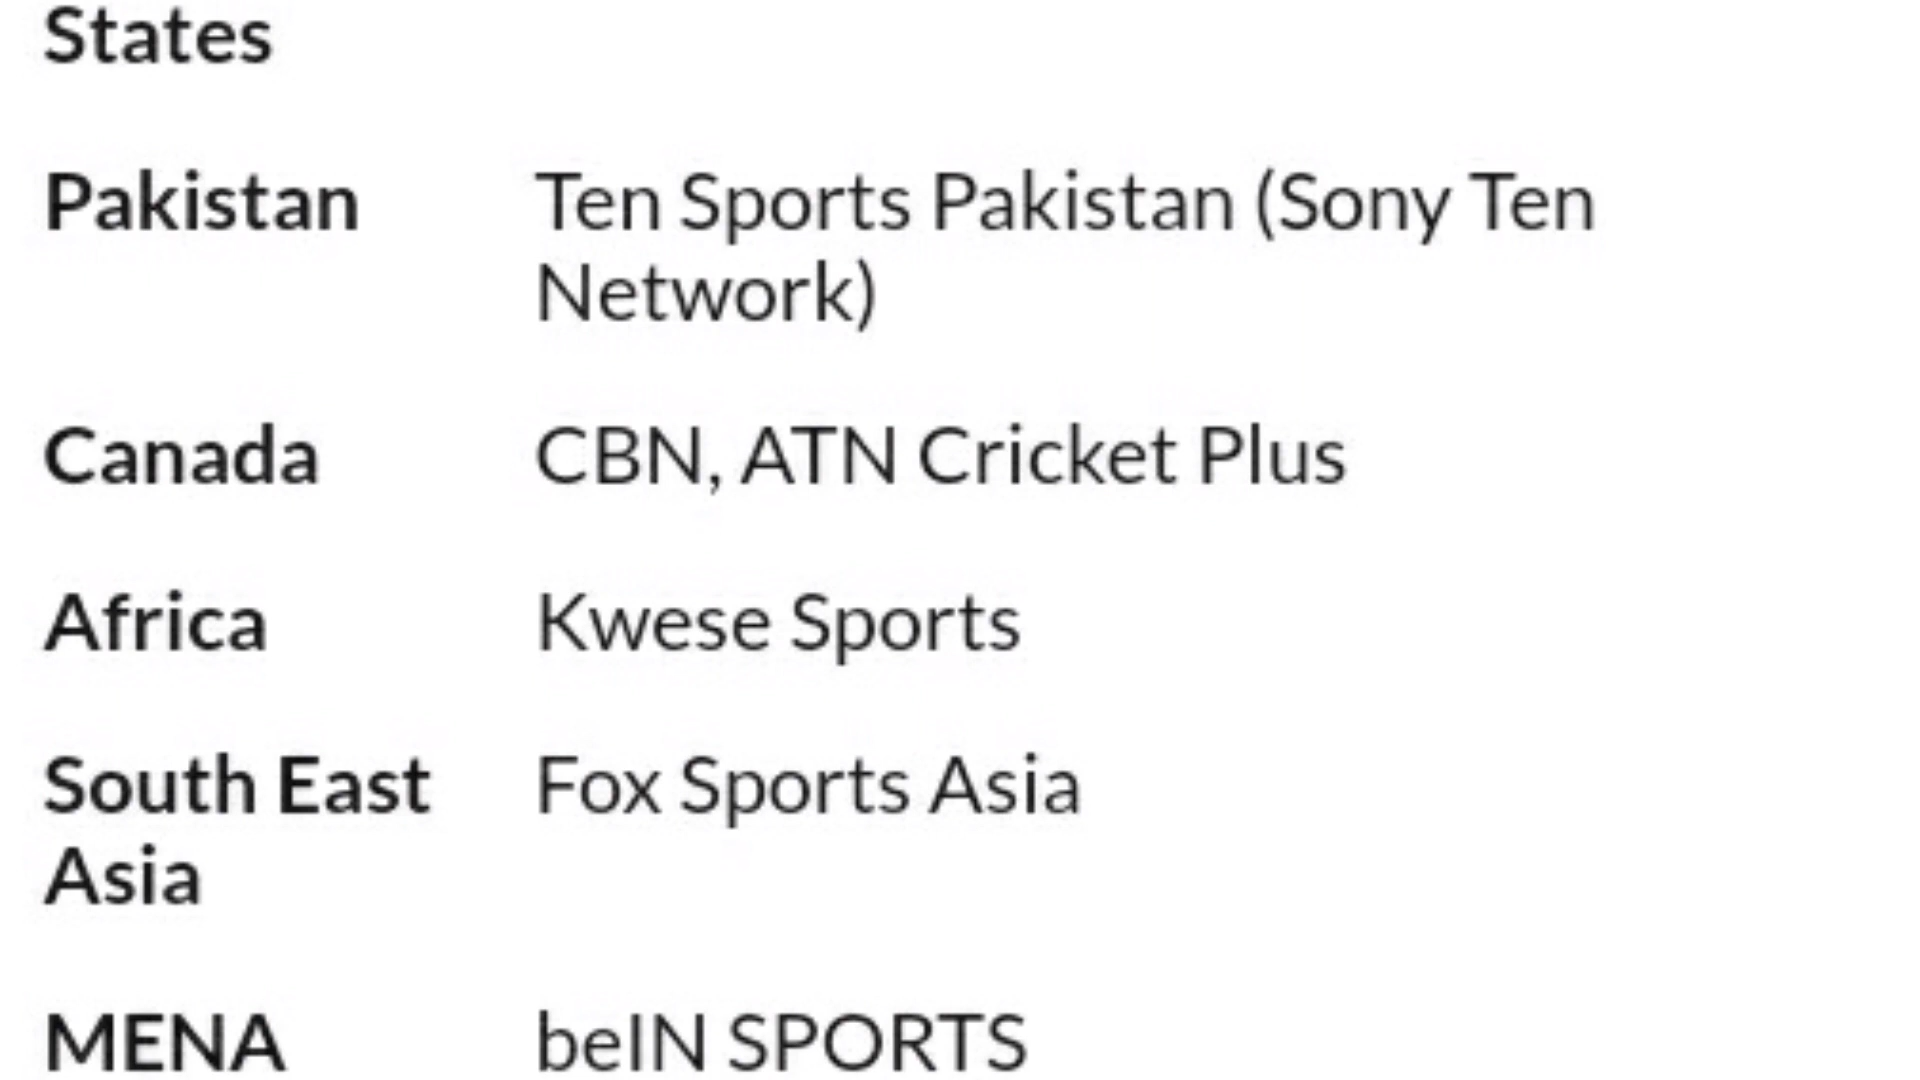 States
Pakistan Ten Sports Pakistan (Sony Ten
Network)
Canada CBN, ATN Cricket Plus
Africa Kwese Sports
South East Fox Sports Asia
Asia
MENA beIN SPORTS